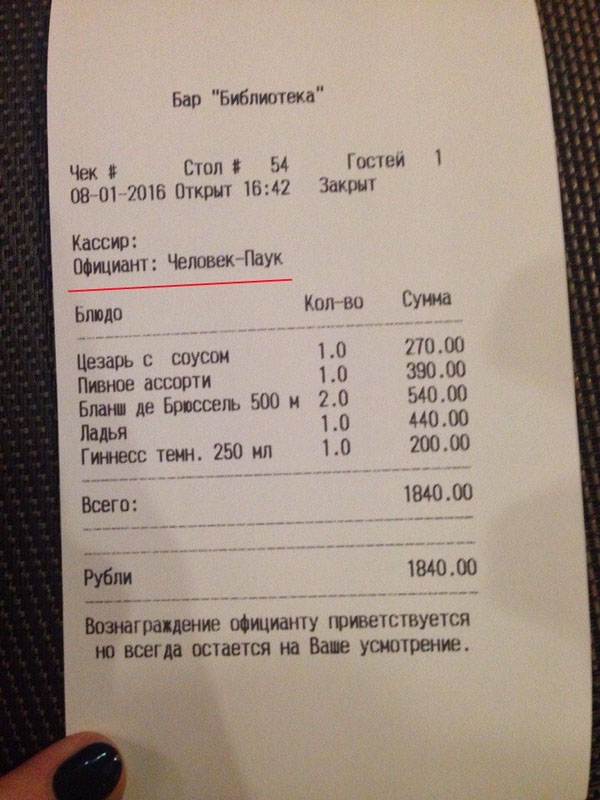 Бар "Библиотека"
Чек # Стол # 54 Гостей 1
08-01-2016 Открыт 16:42 Закрыт
Кассир:
Официант: Человек-Паук
Блюдо Кол-во Сумма
Цезарь с соусом 1.0 270.00
Пивное ассорти 1.0 390.00
Бланш де Брюссель 500 м 2.0 540.00
Ладья 1.0 440.00
Гиннесс темн. 250 мл 1.0 200.00
Всего: 1840.00
Рубли 1840.00
Вознаграждение официанту приветствуется
но всегда остается на Ваше усмотрение.